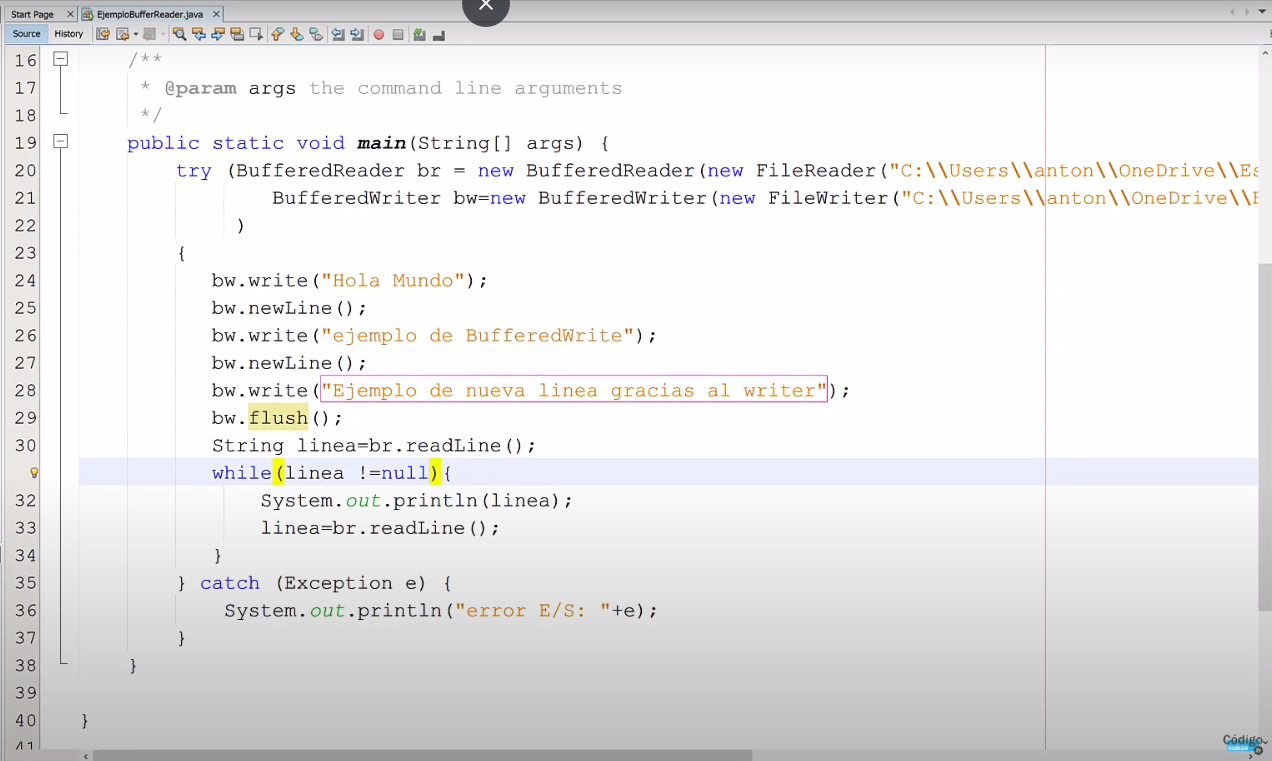 Start Page EjemploBufferReader.java
Source History
16 /**
17 * @param args the command line arguments
18 */
19 public static void main(String[] args) {
20 try (BufferedReader br = new BufferedReader(new FileReader("C:\\Users\\anton\\OneDrive\\Es
21 BufferedWriter bw=new BufferedWriter(new FileWriter("C:\\Users\\anton\\OneDrive\\E
22 )
23 {
24 bw.write("Hola Mundo");
25 bw.newLine();
26 bw.write("ejemplo de BufferedWrite");
27 bw.newLine();
28 bw.write("Ejemplo de nueva linea gracias al writer");
29 bw.flush();
30 String linea=br.readLine();
while(linea !=null){
32 System.out.println(linea);
33 linea=br.readLine();
34 }
35 } catch (Exception e) {
36 System.out.println("error E/S: "+e);
37 }
38 }
39
40 }
41
Código